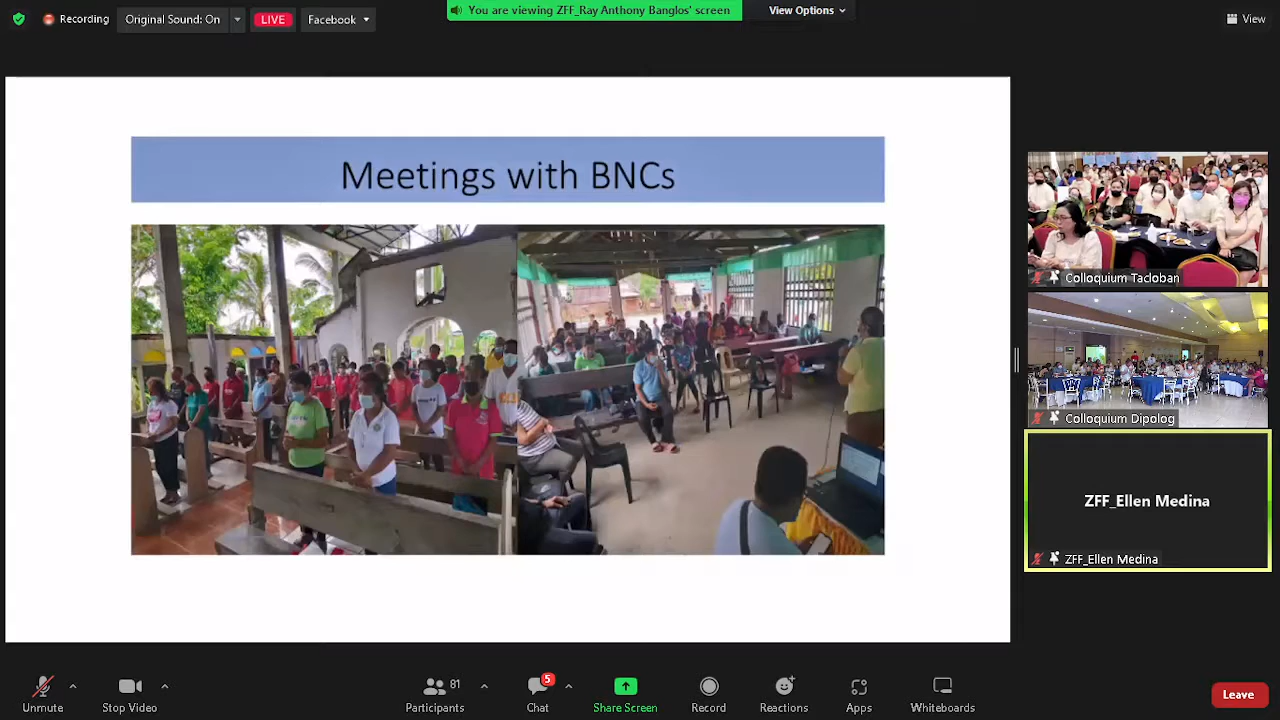 Recording
Original Sound: On
LIVE
Facebook
You are viewing ZFF_Ray Anthony Banglos' screen
View Options
View
Meetings with BNCs
Colloquium Tacloban
Colloquium Dipolog
ZFF_Ellen Medina
ZFF_Ellen Medina
Unmute
Stop Video
81
Participants
5
Chat
Share Screen
Record
Reactions
Apps
Whiteboards
Leave